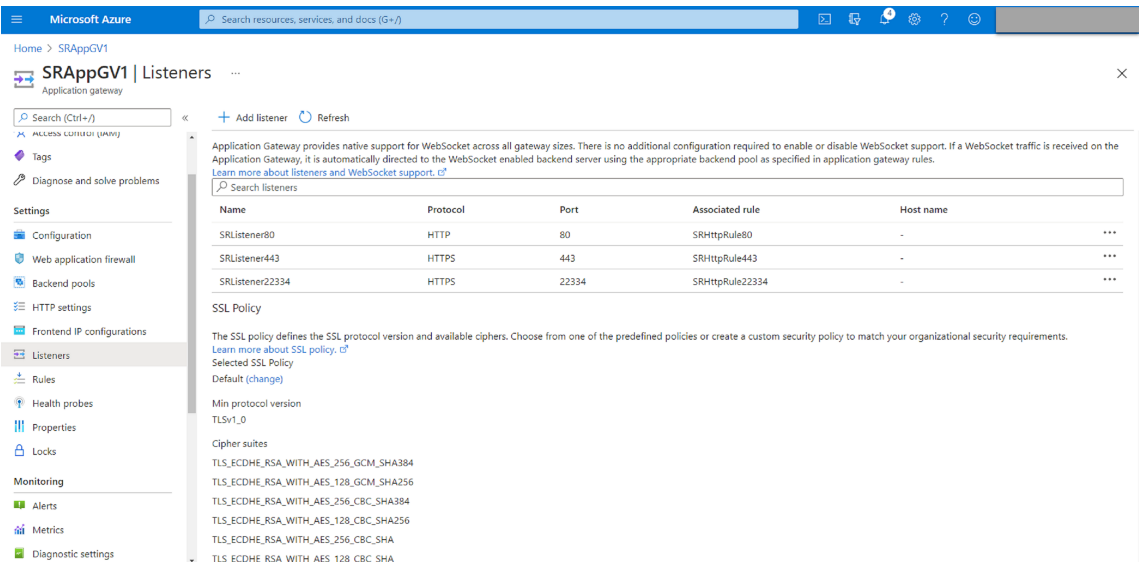 Microsoft Azure
Search resources, services, and docs (G+/)
4
Home > SRAppGV1
SRAppGV1 | Listeners ...
Application gateway
Search (Ctrl+/)
«
Access control (IAM)
Tags
Diagnose and solve problems
Settings
Configuration
Web application firewall
Backend pools
HTTP settings
Frontend IP configurations
Listeners
Rules
Health probes
Properties
Locks
Monitoring
Alerts
Metrics
Diagnostic settings
Add listener Refresh
Application Gateway provides native support for WebSocket across all gateway sizes. There is no additional configuration required to enable or disable WebSocket support. If a WebSocket traffic is received on the
Application Gateway, it is automatically directed to the WebSocket enabled backend server using the appropriate backend pool as specified in application gateway rules.
Learn more about listeners and WebSocket support.
Search listeners
Name Protocol Port Associated rule Host name
SRListener80 HTTP 80 SRHttpRule80 - ...
SRListener443 HTTPS 443 SRHttpRule443 - ...
SRListener22334 HTTPS 22334 SRHttpRule22334 - ...
SSL Policy
The SSL policy defines the SSL protocol version and available ciphers. Choose from one of the predefined policies or create a custom security policy to match your organizational security requirements.
Learn more about SSL policy.
Selected SSL Policy
Default (change)
Min protocol version
TLSv1_0
Cipher suites
TLS_ECDHE_RSA_WITH_AES_256_GCM_SHA384
TLS_ECDHE_RSA_WITH_AES_128_GCM_SHA256
TLS_ECDHE_RSA_WITH_AES_256_CBC_SHA384
TLS_ECDHE_RSA_WITH_AES_128_CBC_SHA256
TLS_ECDHE_RSA_WITH_AES_256_CBC_SHA
TLS_ECDHE_RSA_WITH_AES_128_CBC_SHA